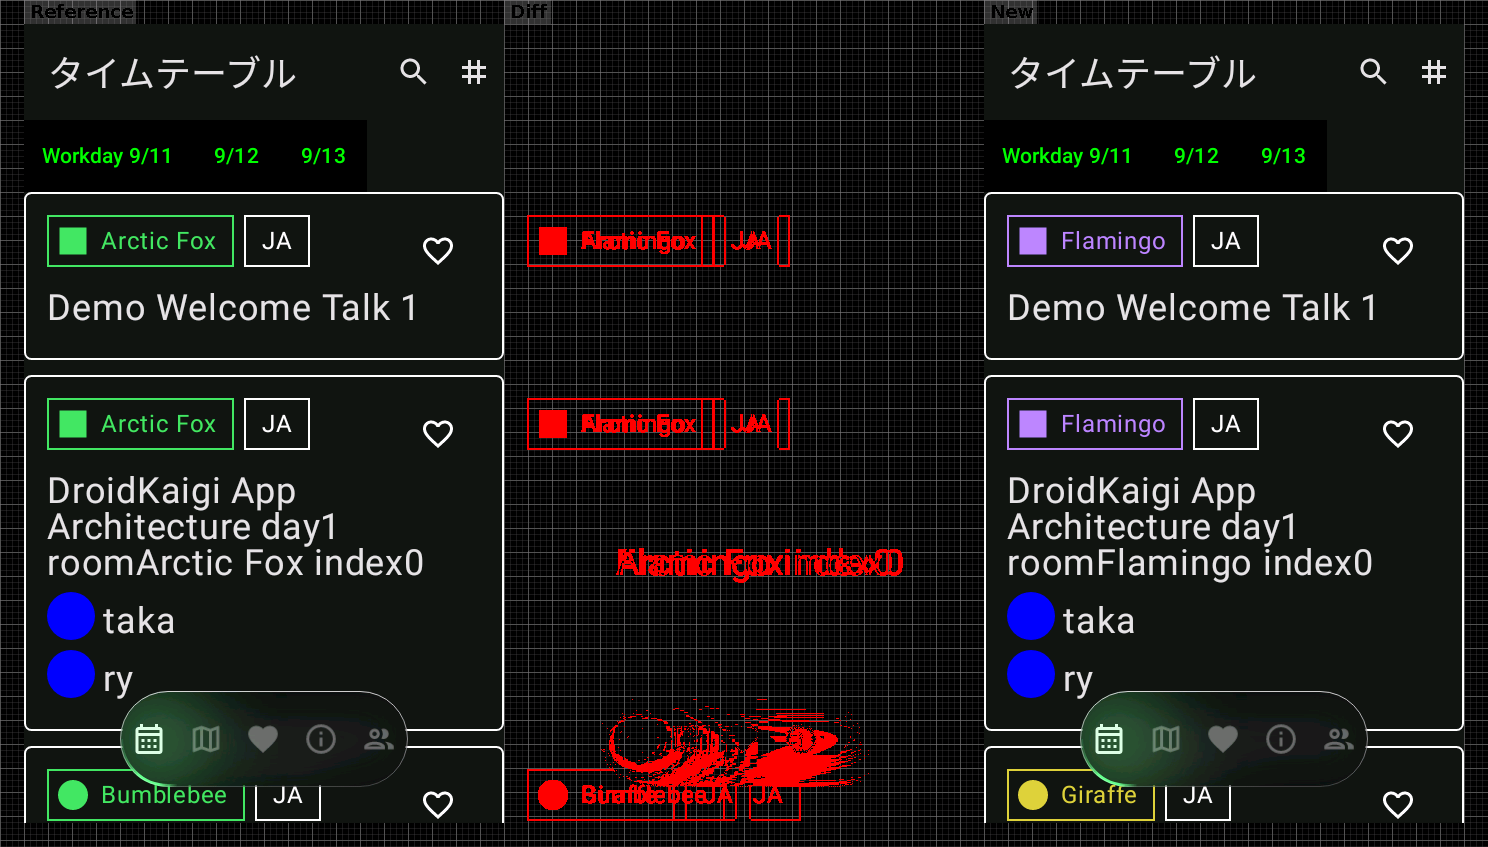 Reference
タイムテーブル
Workday 9/11 9/12 9/13
Arctic Fox JA
Demo Welcome Talk 1
Arctic Fox JA
DroidKaigi App
Architecture day1
roomArctic Fox index0
taka
ry
Bumblebee JA
Diff
New
タイムテーブル
Workday 9/11 9/12 9/13
Flamingo JA
Demo Welcome Talk 1
Flamingo JA
DroidKaigi App
Architecture day1
roomFlamingo index0
taka
ry
Giraffe JA